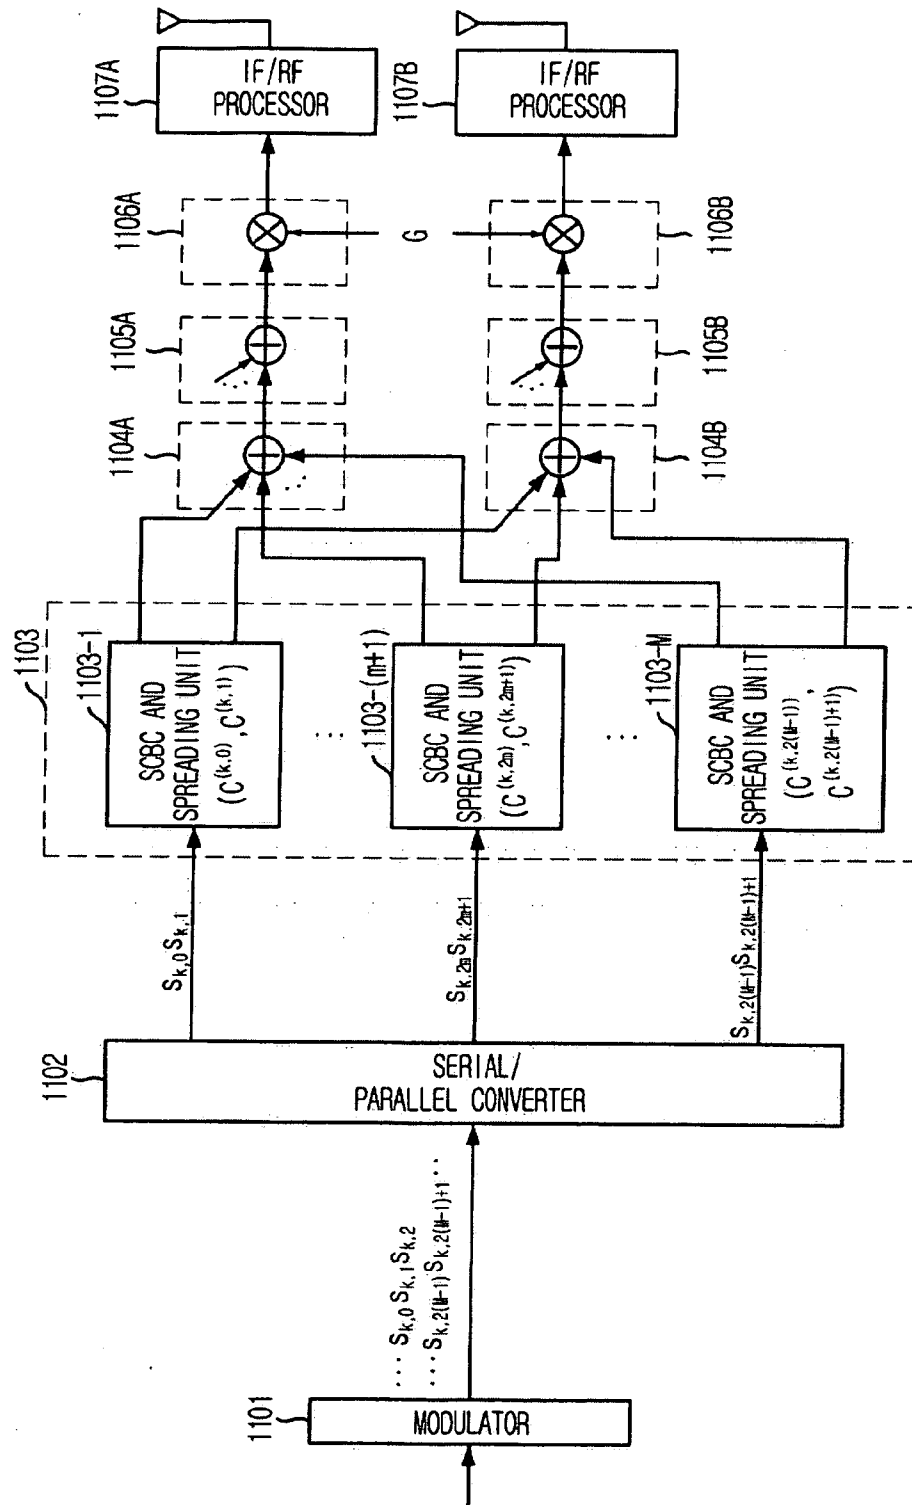 1101
MODULATOR
···· S_k,0 S_k,1 S_k,2
···· S_k,2(M-1) S_k,2(M-1)+1 ···
1102
SERIAL/
PARALLEL CONVERTER
S_k,0 S_k,1
S_k,2m S_k,2m+1
S_k,2(M-1) S_k,2(M-1)+1
1103
1103-1
SCBC AND
SPREADING UNIT
(C^(k,0), C^(k,1))
···
1103-(m+1)
SCBC AND
SPREADING UNIT
(C^(k,2m), C^(k,2m+1))
···
1103-M
SCBC AND
SPREADING UNIT
(C^(k,2(M-1)),
C^(k,2(M-1)+1))
1104A
1104B
1105A
1105B
1106A
G
1106B
1107A
IF/RF
PROCESSOR
1107B
IF/RF
PROCESSOR